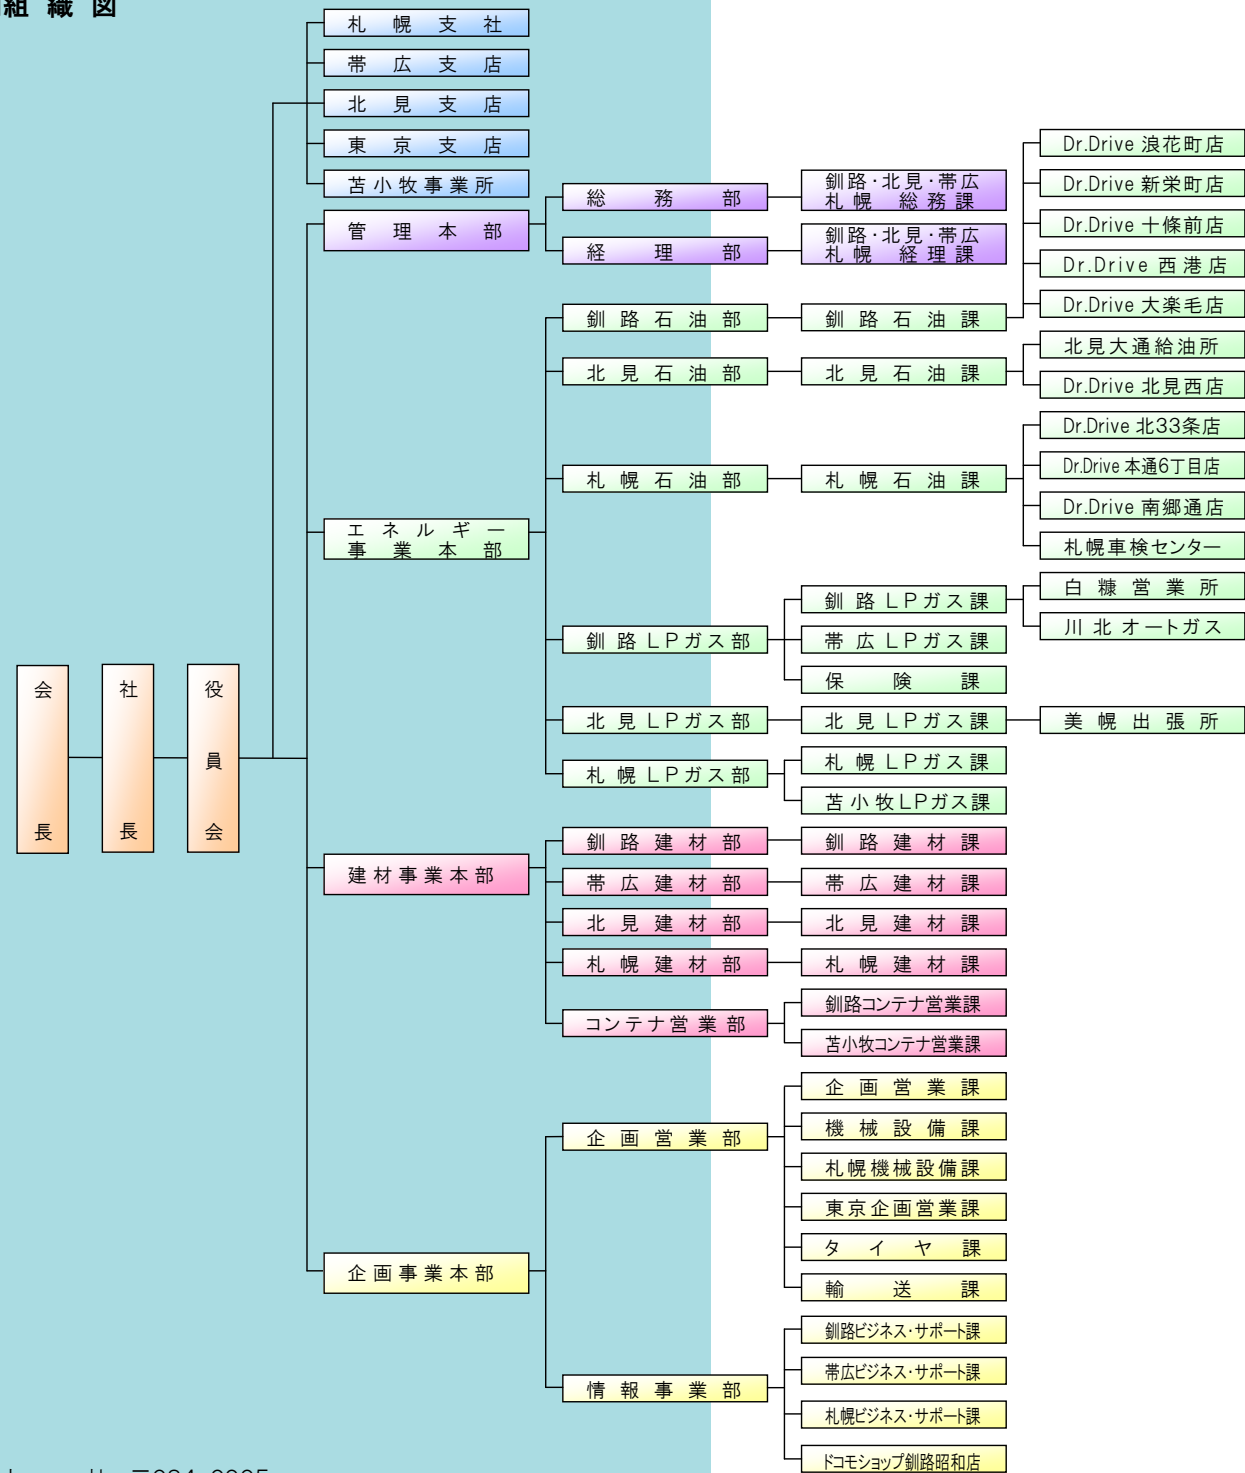 組織図
札幌支社
帯広支店
北見支店
東京支店
苫小牧事業所
管理本部
総務部
釧路・北見・帯広
札幌 総務課
経理部
釧路・北見・帯広
札幌 経理課
エネルギー
事業本部
釧路石油部
釧路石油課
Dr.Drive 浪花町店
Dr.Drive 新栄町店
Dr.Drive 十條前店
Dr.Drive 西港店
Dr.Drive 大楽毛店
北見石油部
北見石油課
北見大通給油所
Dr.Drive 北見西店
札幌石油部
札幌石油課
Dr.Drive 北33条店
Dr.Drive 本通6丁目店
Dr.Drive 南郷通店
札幌車検センター
釧路LPガス部
釧路LPガス課
白糠営業所
川北オートガス
帯広LPガス課
保険課
北見LPガス部
北見LPガス課
美幌出張所
札幌LPガス部
札幌LPガス課
苫小牧LPガス課
会長
社長
役員会
建材事業本部
釧路建材部
釧路建材課
帯広建材部
帯広建材課
北見建材部
北見建材課
札幌建材部
札幌建材課
コンテナ営業部
釧路コンテナ営業課
苫小牧コンテナ営業課
企画事業本部
企画営業部
企画営業課
機械設備課
札幌機械設備課
東京企画営業課
タイヤ課
輸送課
情報事業部
釧路ビジネス・サポート課
帯広ビジネス・サポート課
札幌ビジネス・サポート課
ドコモショップ釧路昭和店